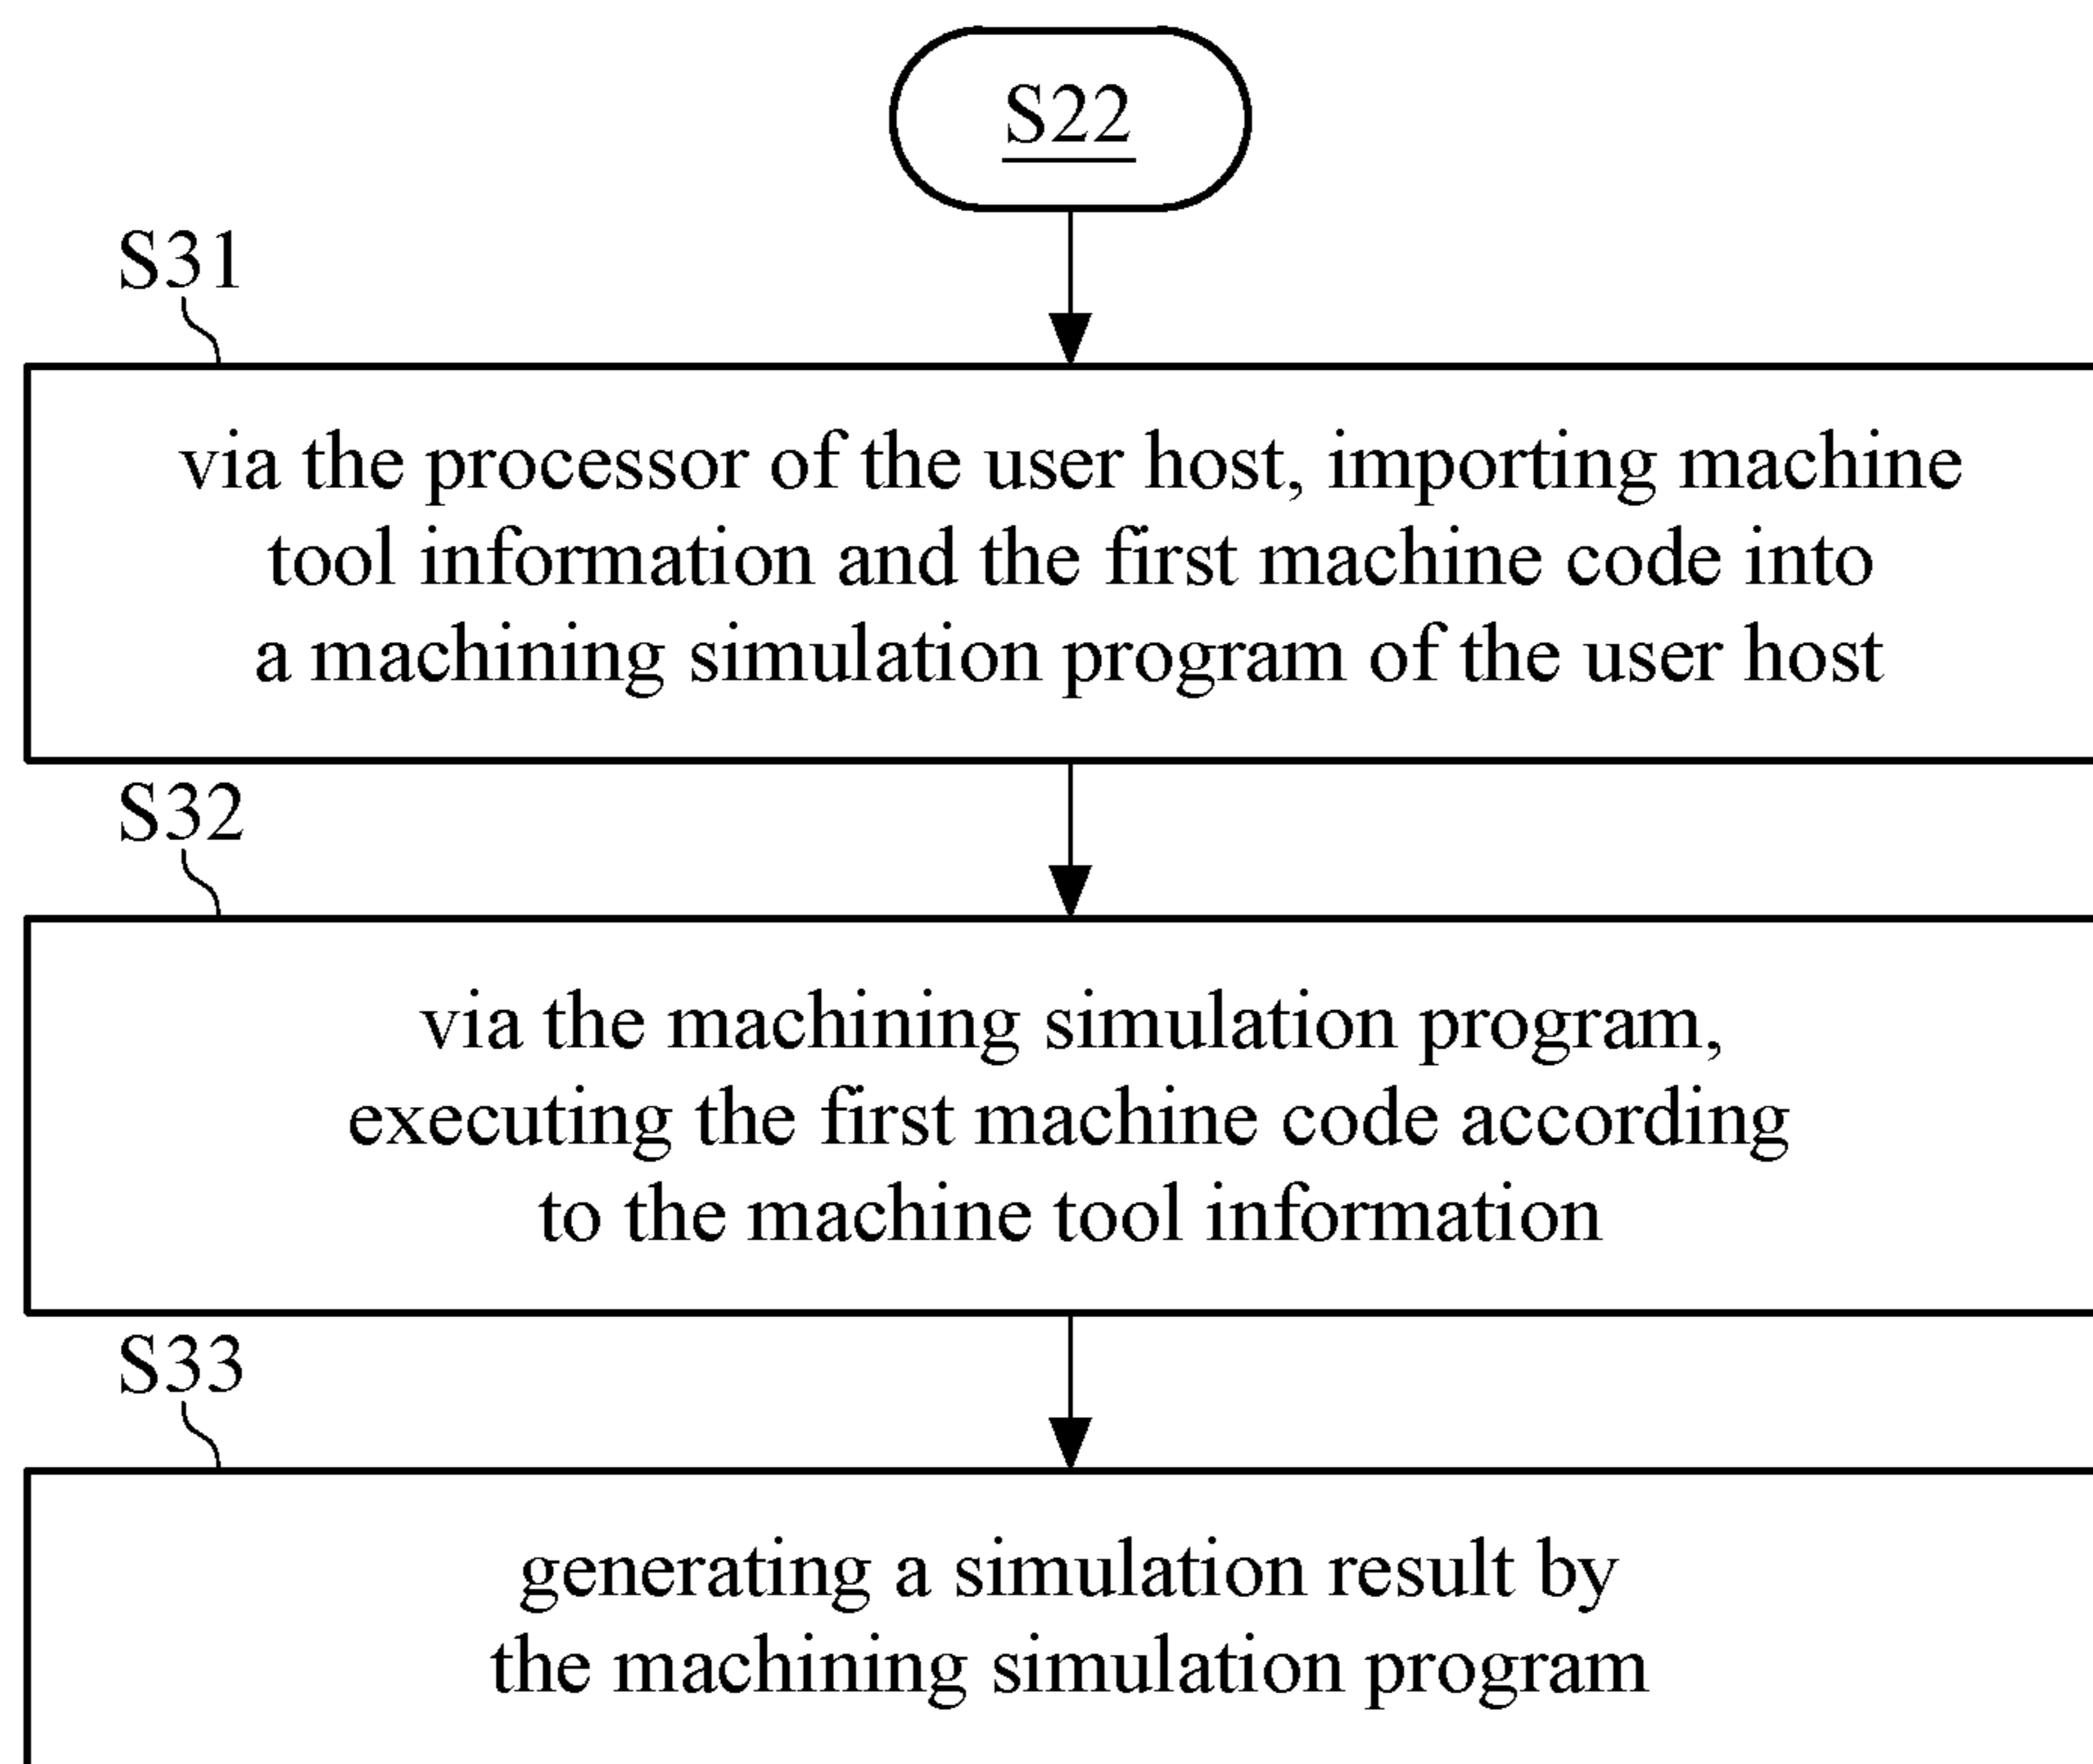 S22
S31
via the processor of the user host, importing machine
tool information and the first machine code into
a machining simulation program of the user host
S32
via the machining simulation program,
executing the first machine code according
to the machine tool information
S33
generating a simulation result by
the machining simulation program